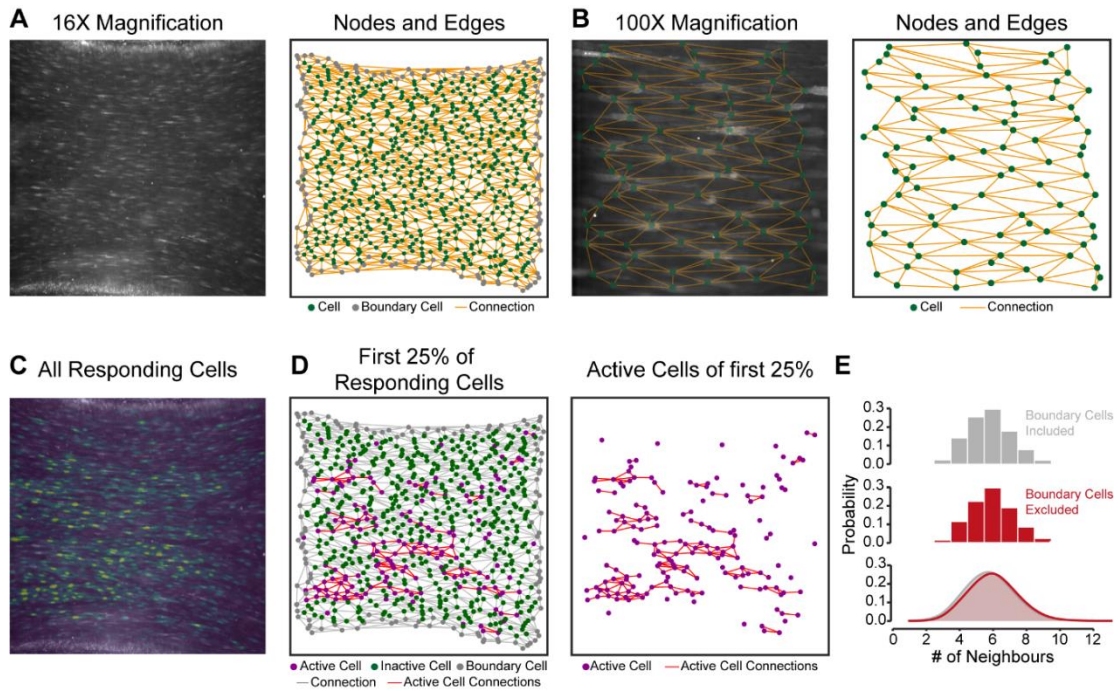 A
16X Magnification
Nodes and Edges
Cell
Boundary Cell
Connection
B
100X Magnification
Nodes and Edges
Cell
Connection
C
All Responding Cells
D
First 25% of
Responding Cells
Active Cell
Inactive Cell
Boundary Cell
Connection
Active Cell Connections
Active Cells of first 25%
Active Cell
Active Cell Connections
E
Probability
0.3
0.2
0.1
0.0
Boundary Cells
Included
0.3
0.2
0.1
0.0
Boundary Cells
Excluded
0.3
0.2
0.1
0.0
0
2
4
6
8
10
12
# of Neighbours